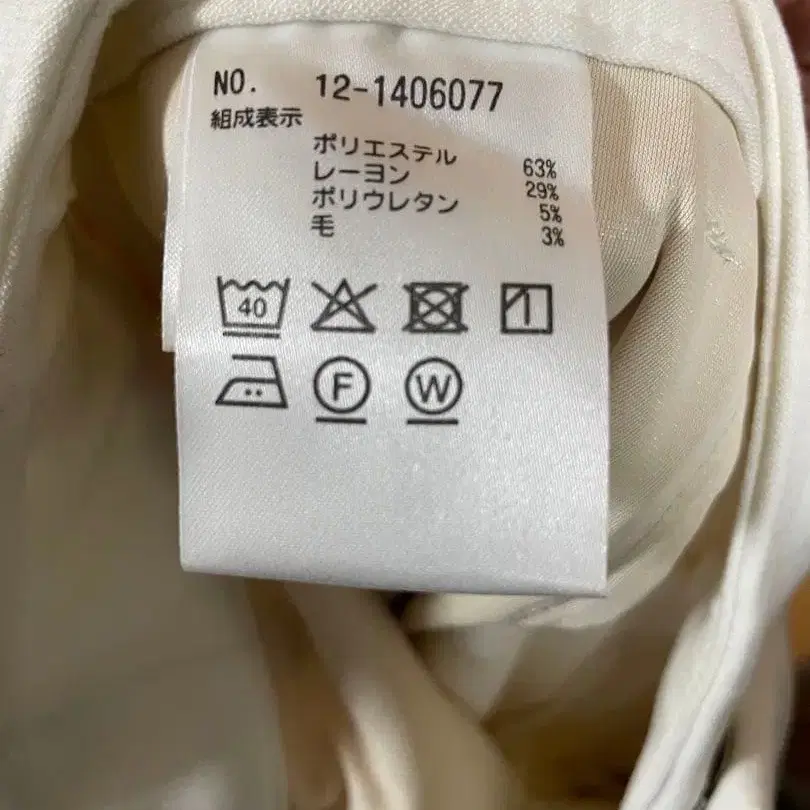 NO. 12-1406077
組成表示
ポリエステル 63%
レーヨン 29%
ポリウレタン 5%
毛 3%
40
F W